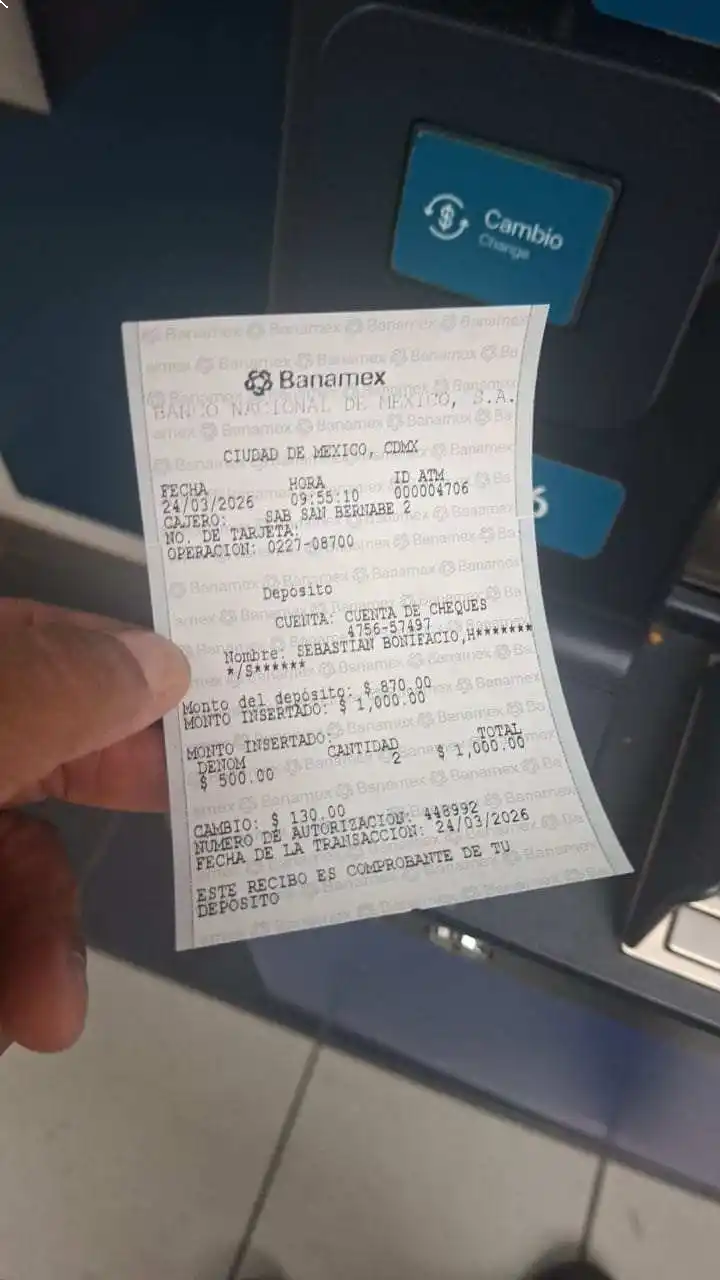 Cambio
Change
Banamex
BANCO NACIONAL DE MEXICO, S.A.
CIUDAD DE MEXICO, CDMX
FECHA HORA ID ATM
24/03/2026 09:55:10 000004706
CAJERO: SAB SAN BERNABE 2
NO. DE TARJETA:
OPERACION: 0227-08700
Deposito
CUENTA: CUENTA DE CHEQUES
4756-57497
Nombre: SEBASTIAN BONIFACIO,H*******
*/S******
Monto del depósito: $ 870.00
MONTO INSERTADO: $ 1,000.00
MONTO INSERTADO:
DENOM CANTIDAD TOTAL
$ 500.00 2 $ 1,000.00
CAMBIO: $ 130.00
NUMERO DE AUTORIZACION: 448992
FECHA DE LA TRANSACCION: 24/03/2026
ESTE RECIBO ES COMPROBANTE DE TU
DEPOSITO